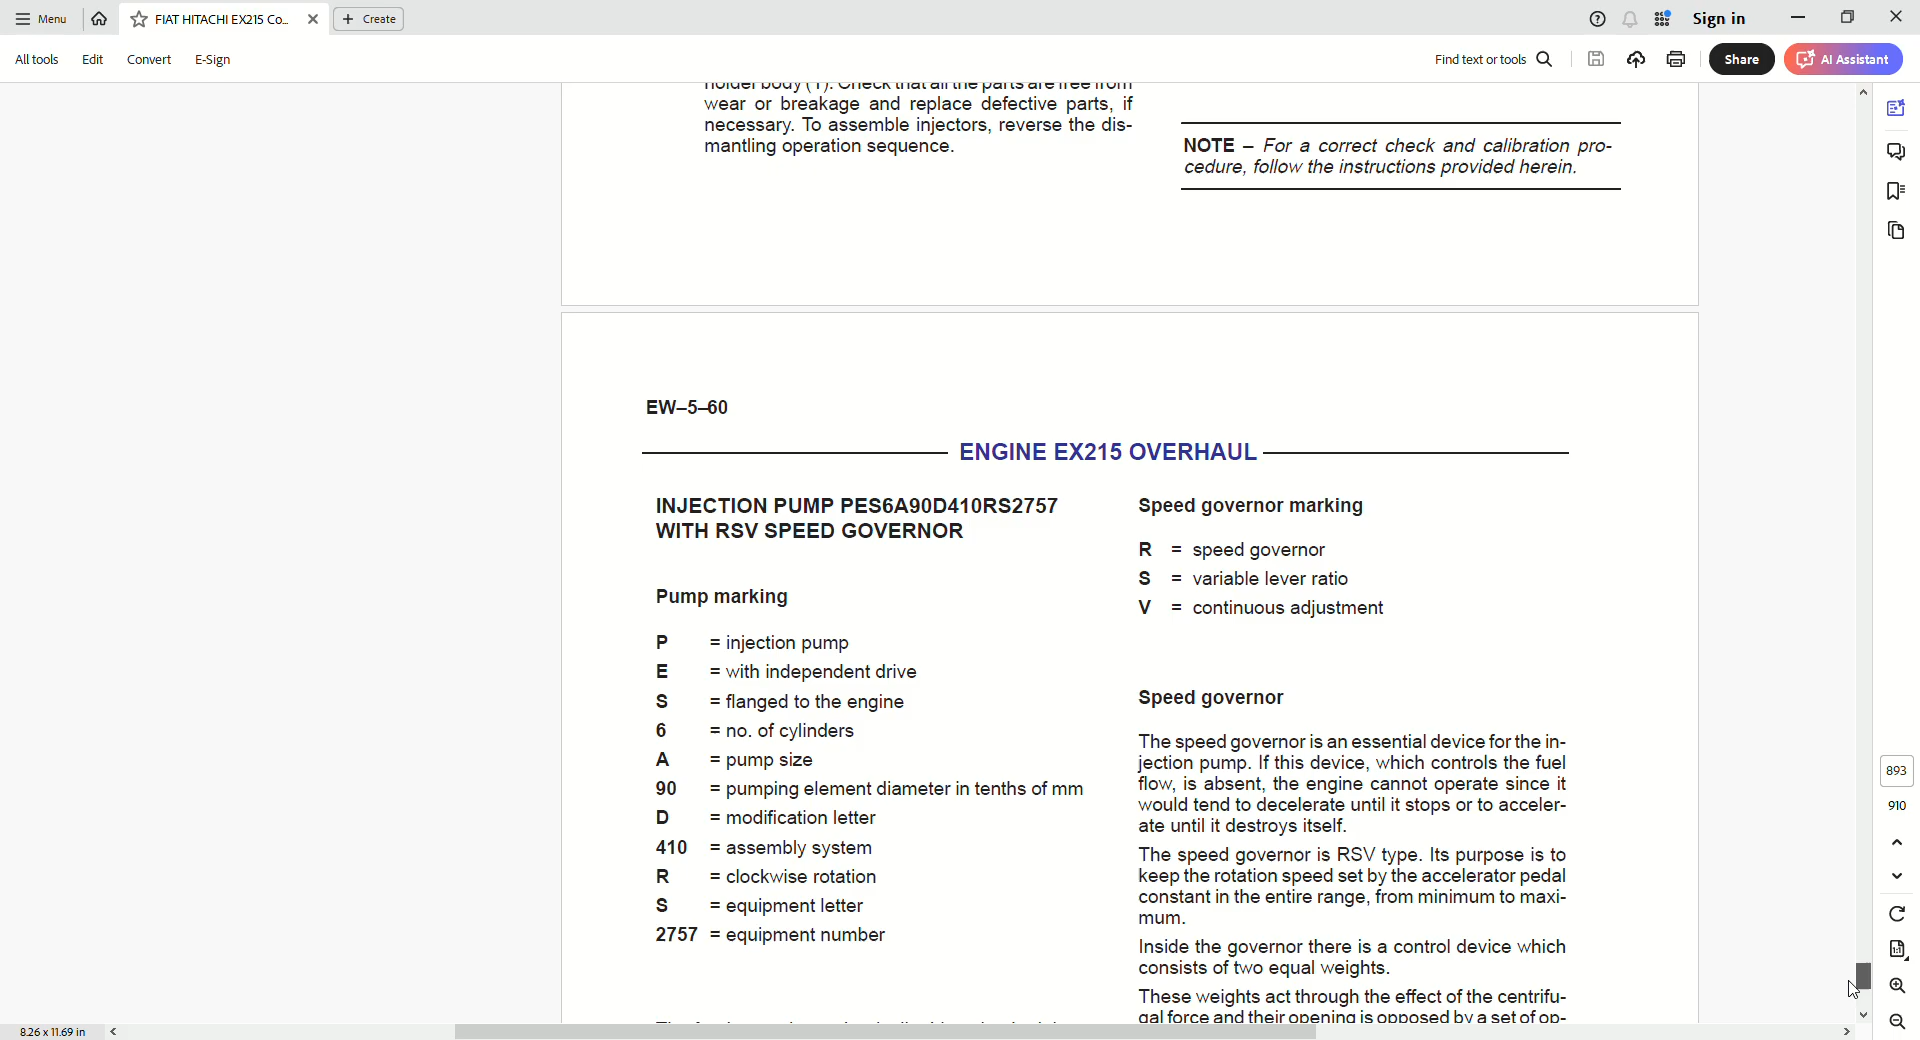 Menu
FIAT HITACHI EX215 Co...
Create
Sign in
All tools
Edit
Convert
E-Sign
Find text or tools
Share
AI Assistant
holder body (1). Check that all the parts are free from
wear or breakage and replace defective parts, if
necessary. To assemble injectors, reverse the dis-
mantling operation sequence.
NOTE – For a correct check and calibration pro-
cedure, follow the instructions provided herein.
EW–5–60
ENGINE EX215 OVERHAUL
INJECTION PUMP PES6A90D410RS2757
WITH RSV SPEED GOVERNOR
Pump marking
P = injection pump
E = with independent drive
S = flanged to the engine
6 = no. of cylinders
A = pump size
90 = pumping element diameter in tenths of mm
D = modification letter
410 = assembly system
R = clockwise rotation
S = equipment letter
2757 = equipment number
Speed governor marking
R = speed governor
S = variable lever ratio
V = continuous adjustment
Speed governor
The speed governor is an essential device for the in-
jection pump. If this device, which controls the fuel
flow, is absent, the engine cannot operate since it
would tend to decelerate until it stops or to acceler-
ate until it destroys itself.
The speed governor is RSV type. Its purpose is to
keep the rotation speed set by the accelerator pedal
constant in the entire range, from minimum to maxi-
mum.
Inside the governor there is a control device which
consists of two equal weights.
These weights act through the effect of the centrifu-
gal force and their opening is opposed by a set of op-
893
910
8.26 x 11.69 in